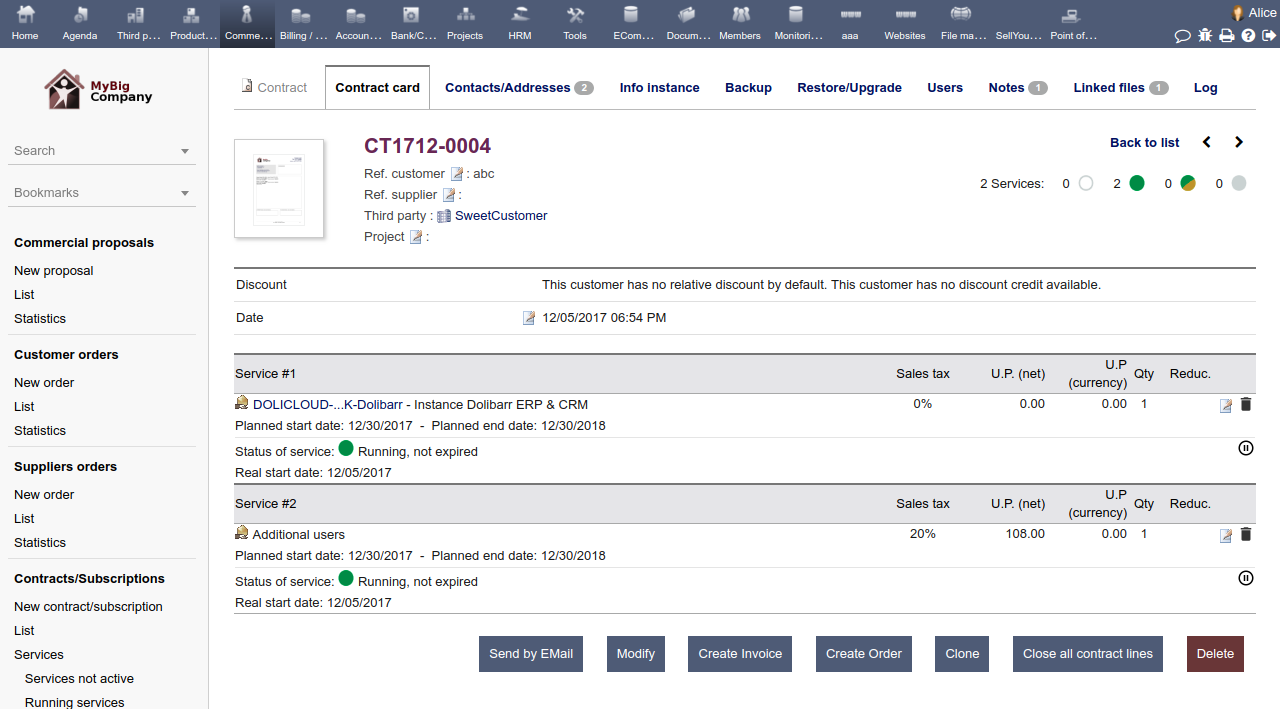 Home Agenda Third p... Product... Comme... Billing / ... Accoun... Bank/C... Projects HRM Tools ECom... Docum... Members Monitori... aaa Websites File ma... SellYou... Point of...
Alice
MyBig
Company
Search
Bookmarks
Commercial proposals
New proposal
List
Statistics
Customer orders
New order
List
Statistics
Suppliers orders
New order
List
Statistics
Contracts/Subscriptions
New contract/subscription
List
Services
Services not active
Running services
Contract Contract card Contacts/Addresses 2 Info instance Backup Restore/Upgrade Users Notes 1 Linked files 1 Log
CT1712-0004
Back to list
Ref. customer : abc
Ref. supplier :
Third party : SweetCustomer
Project :
2 Services: 0 2 0 0
Discount This customer has no relative discount by default. This customer has no discount credit available.
Date 12/05/2017 06:54 PM
Service #1 Sales tax U.P. (net) U.P (currency) Qty Reduc.
DOLICLOUD-...K-Dolibarr - Instance Dolibarr ERP & CRM 0% 0.00 0.00 1
Planned start date: 12/30/2017 - Planned end date: 12/30/2018
Status of service: Running, not expired
Real start date: 12/05/2017
Service #2 Sales tax U.P. (net) U.P (currency) Qty Reduc.
Additional users 20% 108.00 0.00 1
Planned start date: 12/30/2017 - Planned end date: 12/30/2018
Status of service: Running, not expired
Real start date: 12/05/2017
Send by EMail Modify Create Invoice Create Order Clone Close all contract lines Delete